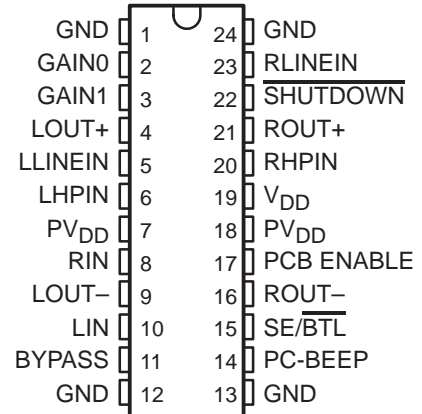 GND 1 24 GND
GAIN0 2 23 RLINEIN
GAIN1 3 22 SHUTDOWN
LOUT+ 4 21 ROUT+
LLINEIN 5 20 RHPIN
LHPIN 6 19 VDD
PVDD 7 18 PVDD
RIN 8 17 PCB ENABLE
LOUT– 9 16 ROUT–
LIN 10 15 SE/BTL
BYPASS 11 14 PC-BEEP
GND 12 13 GND